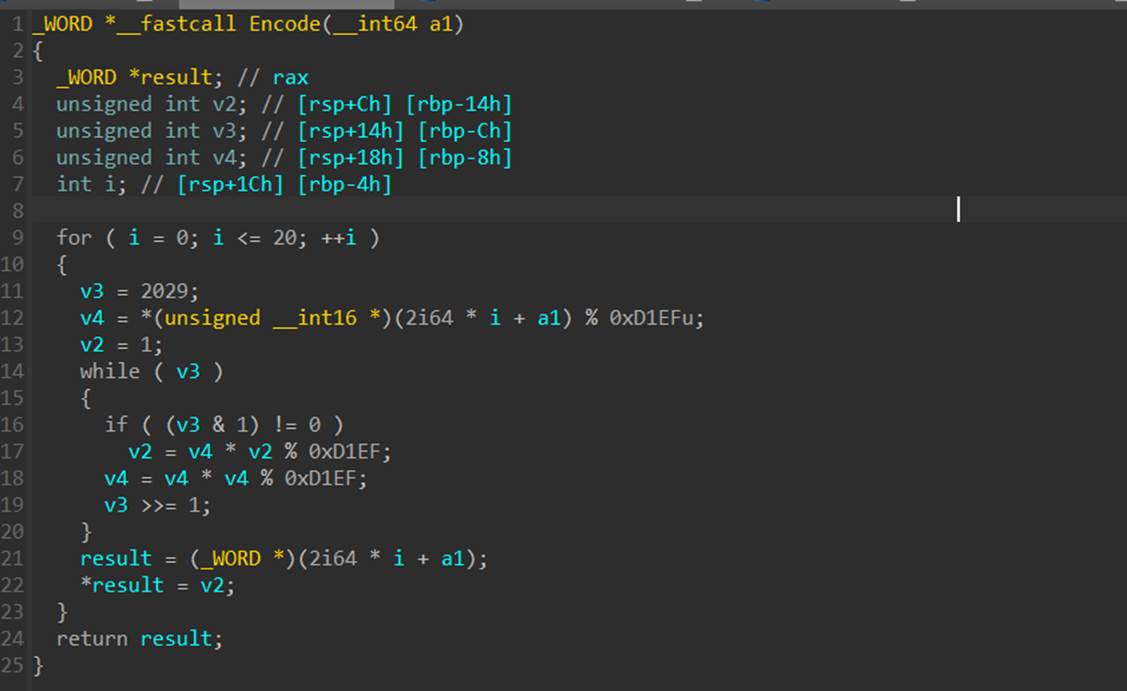 1 _WORD *__fastcall Encode(__int64 a1)
2 {
3   _WORD *result; // rax
4   unsigned int v2; // [rsp+Ch] [rbp-14h]
5   unsigned int v3; // [rsp+14h] [rbp-Ch]
6   unsigned int v4; // [rsp+18h] [rbp-8h]
7   int i; // [rsp+1Ch] [rbp-4h]
8
9   for ( i = 0; i <= 20; ++i )
10   {
11     v3 = 2029;
12     v4 = *(unsigned __int16 *)(2i64 * i + a1) % 0xD1EFu;
13     v2 = 1;
14     while ( v3 )
15     {
16       if ( (v3 & 1) != 0 )
17         v2 = v4 * v2 % 0xD1EF;
18       v4 = v4 * v4 % 0xD1EF;
19       v3 >>= 1;
20     }
21     result = (_WORD *)(2i64 * i + a1);
22     *result = v2;
23   }
24   return result;
25 }